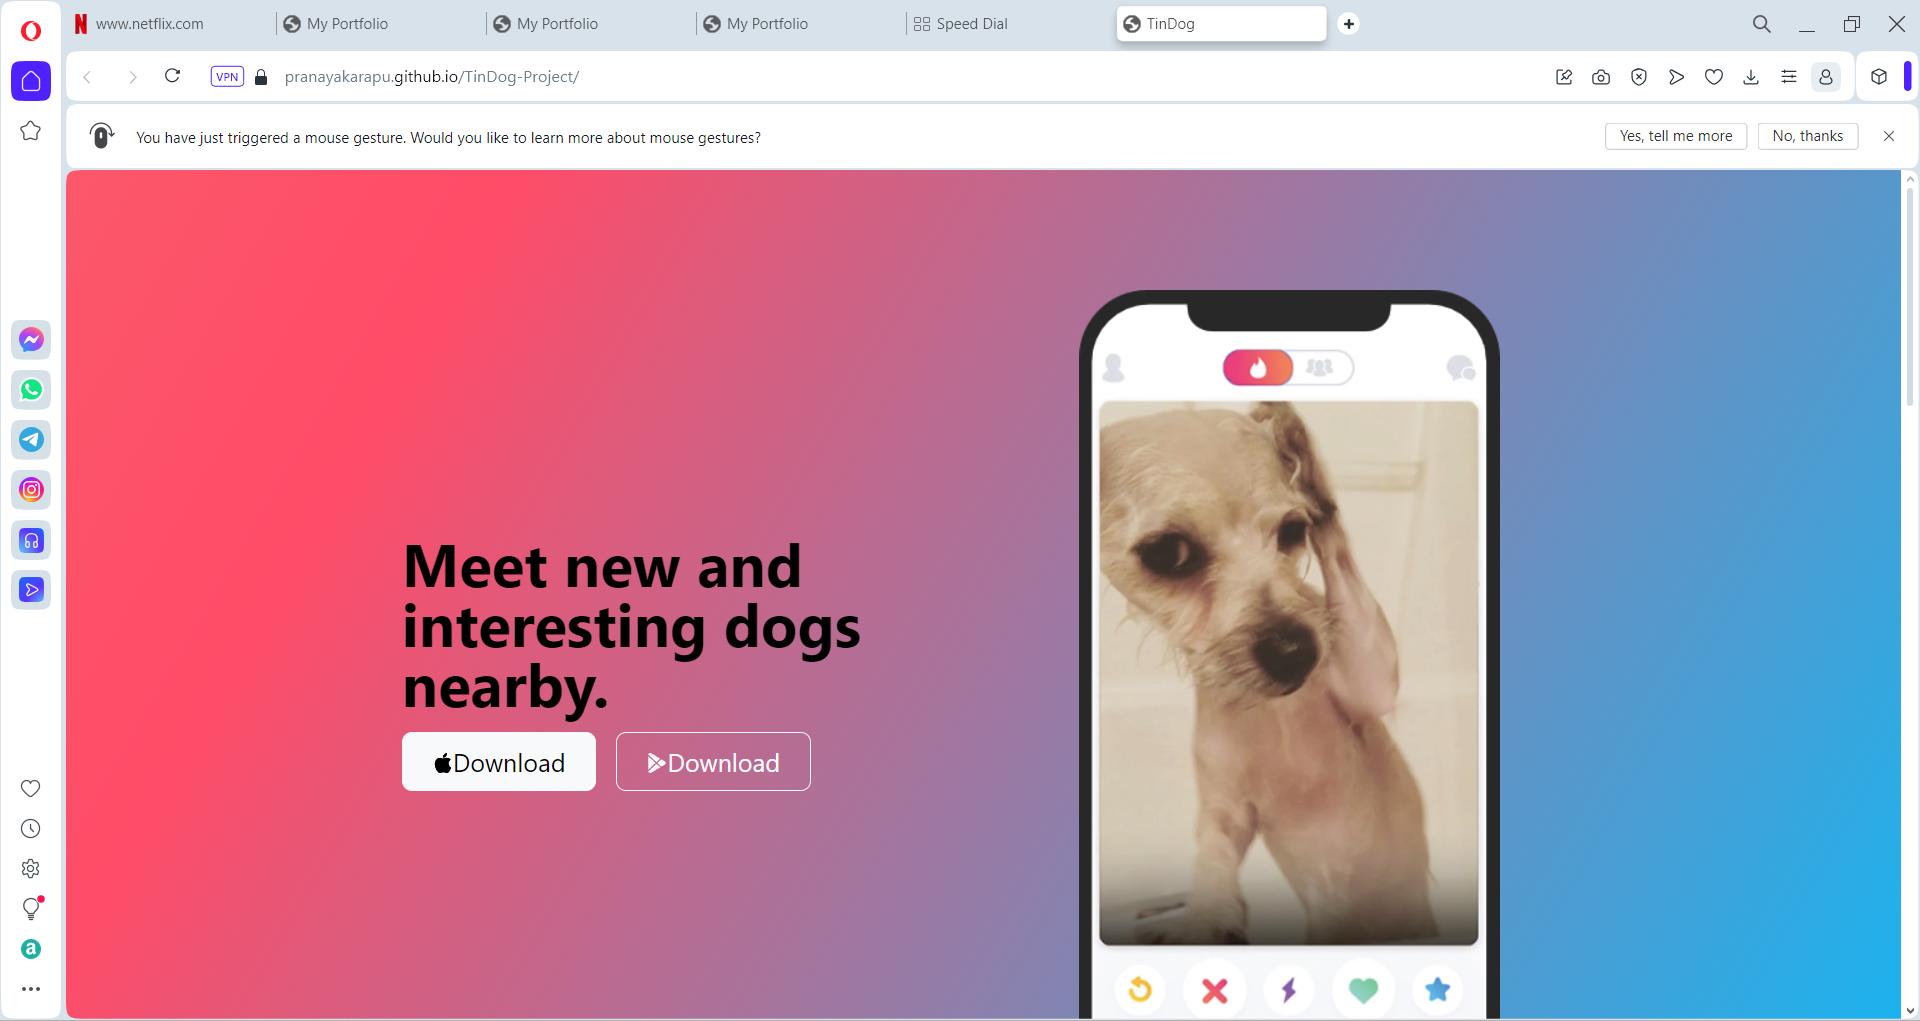 www.netflix.com
My Portfolio
My Portfolio
My Portfolio
Speed Dial
TinDog
VPN
pranayakarapu.github.io/TinDog-Project/
You have just triggered a mouse gesture. Would you like to learn more about mouse gestures?
Yes, tell me more
No, thanks
Meet new and
interesting dogs
nearby.
Download
Download